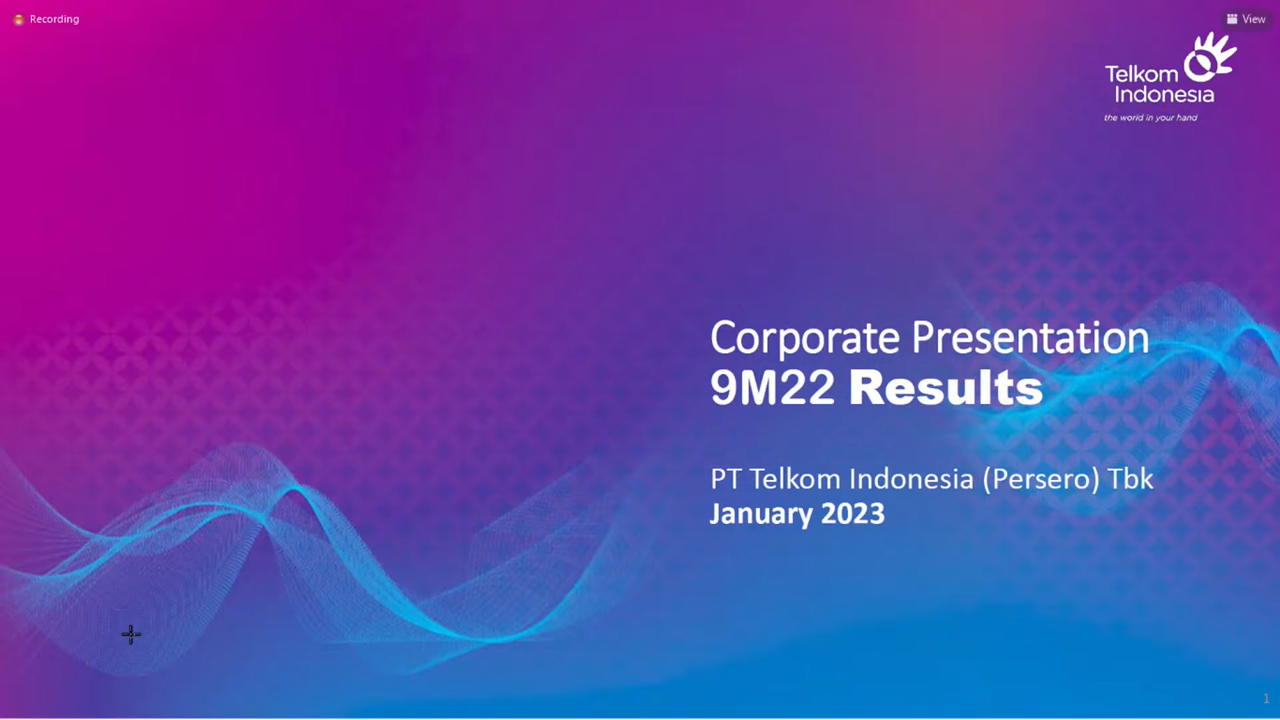 Recording
View
Telkom
Indonesia
the world in your hand
Corporate Presentation
9M22 Results
PT Telkom Indonesia (Persero) Tbk
January 2023
1